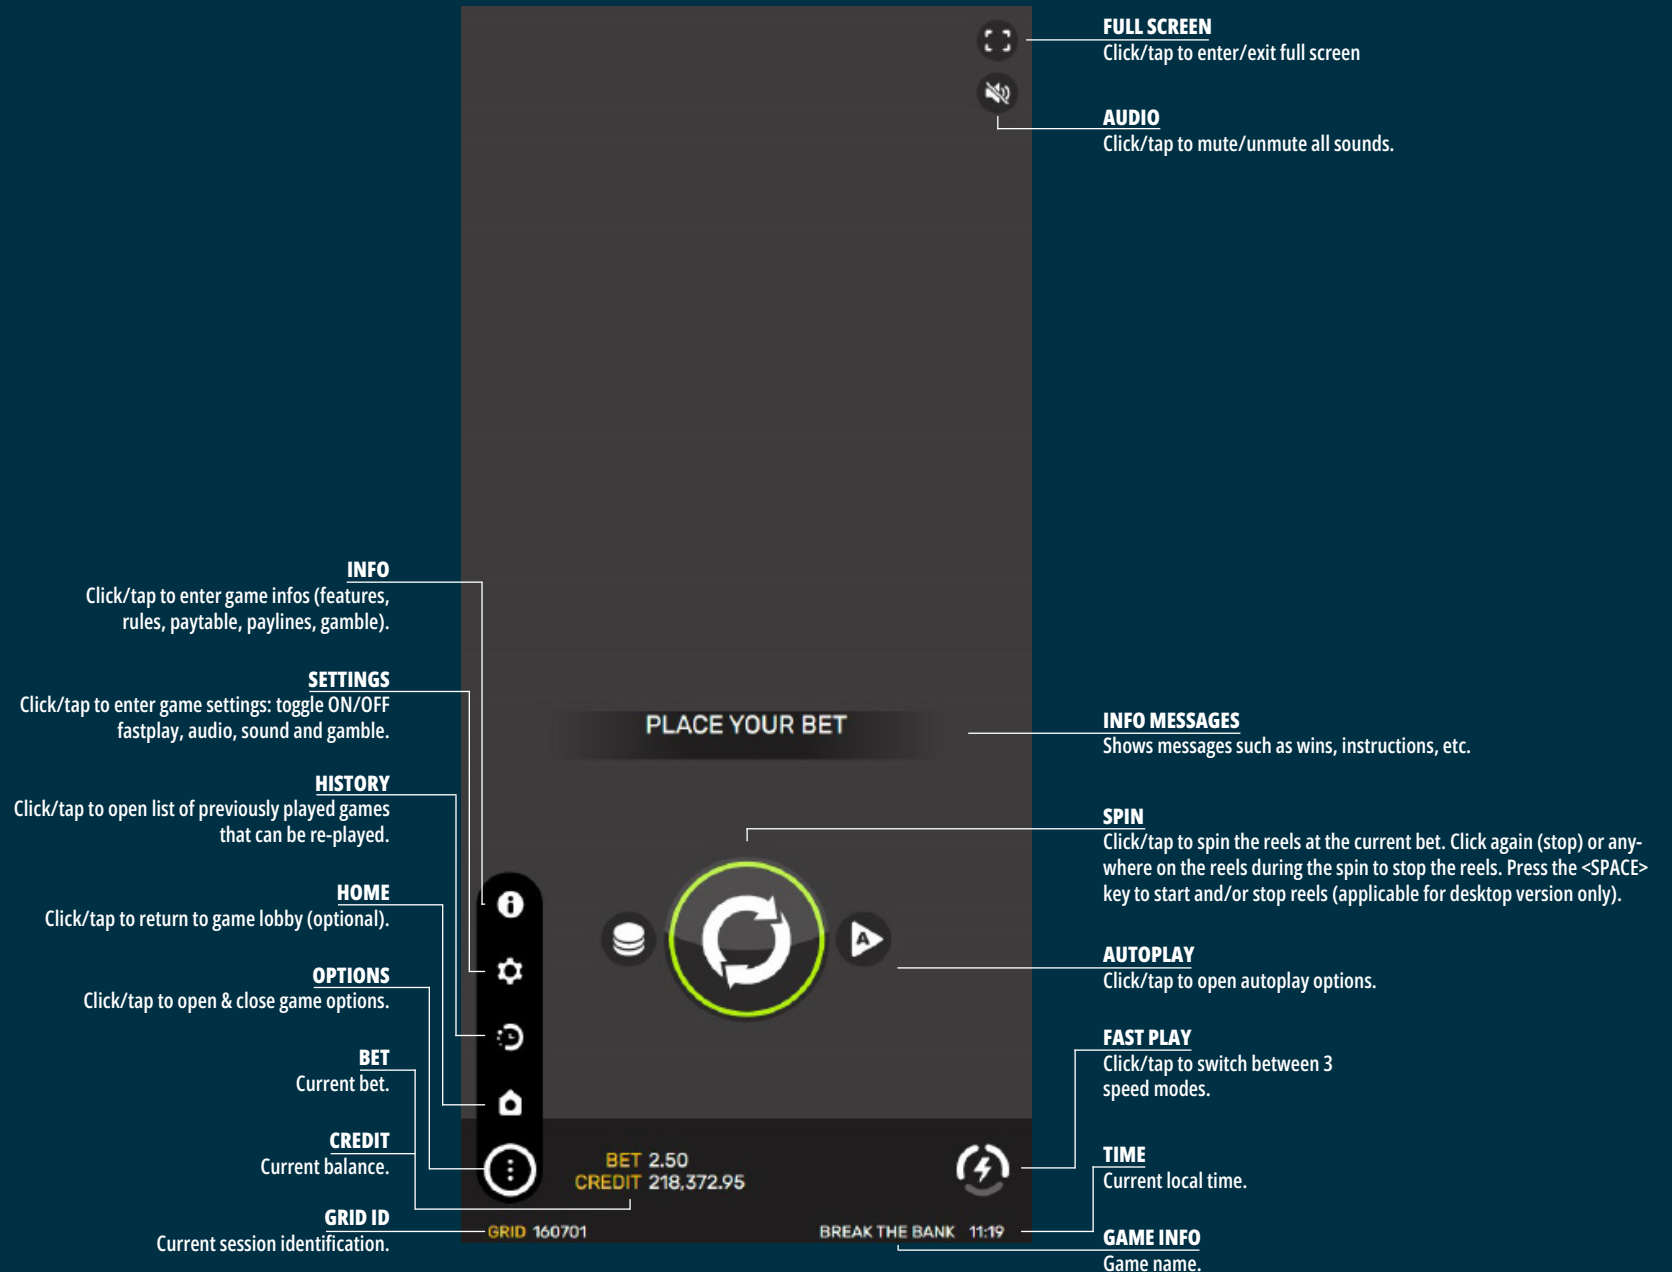 FULL SCREEN
Click/tap to enter/exit full screen
AUDIO
Click/tap to mute/unmute all sounds.
INFO
Click/tap to enter game infos (features,
rules, paytable, paylines, gamble).
SETTINGS
Click/tap to enter game settings: toggle ON/OFF
fastplay, audio, sound and gamble.
HISTORY
Click/tap to open list of previously played games
that can be re-played.
HOME
Click/tap to return to game lobby (optional).
OPTIONS
Click/tap to open & close game options.
BET
Current bet.
CREDIT
Current balance.
GRID ID
Current session identification.
PLACE YOUR BET
A
BET 2.50
CREDIT 218,372.95
GRID 160701
BREAK THE BANK 11:19
INFO MESSAGES
Shows messages such as wins, instructions, etc.
SPIN
Click/tap to spin the reels at the current bet. Click again (stop) or any-
where on the reels during the spin to stop the reels. Press the <SPACE>
key to start and/or stop reels (applicable for desktop version only).
AUTOPLAY
Click/tap to open autoplay options.
FAST PLAY
Click/tap to switch between 3
speed modes.
TIME
Current local time.
GAME INFO
Game name.